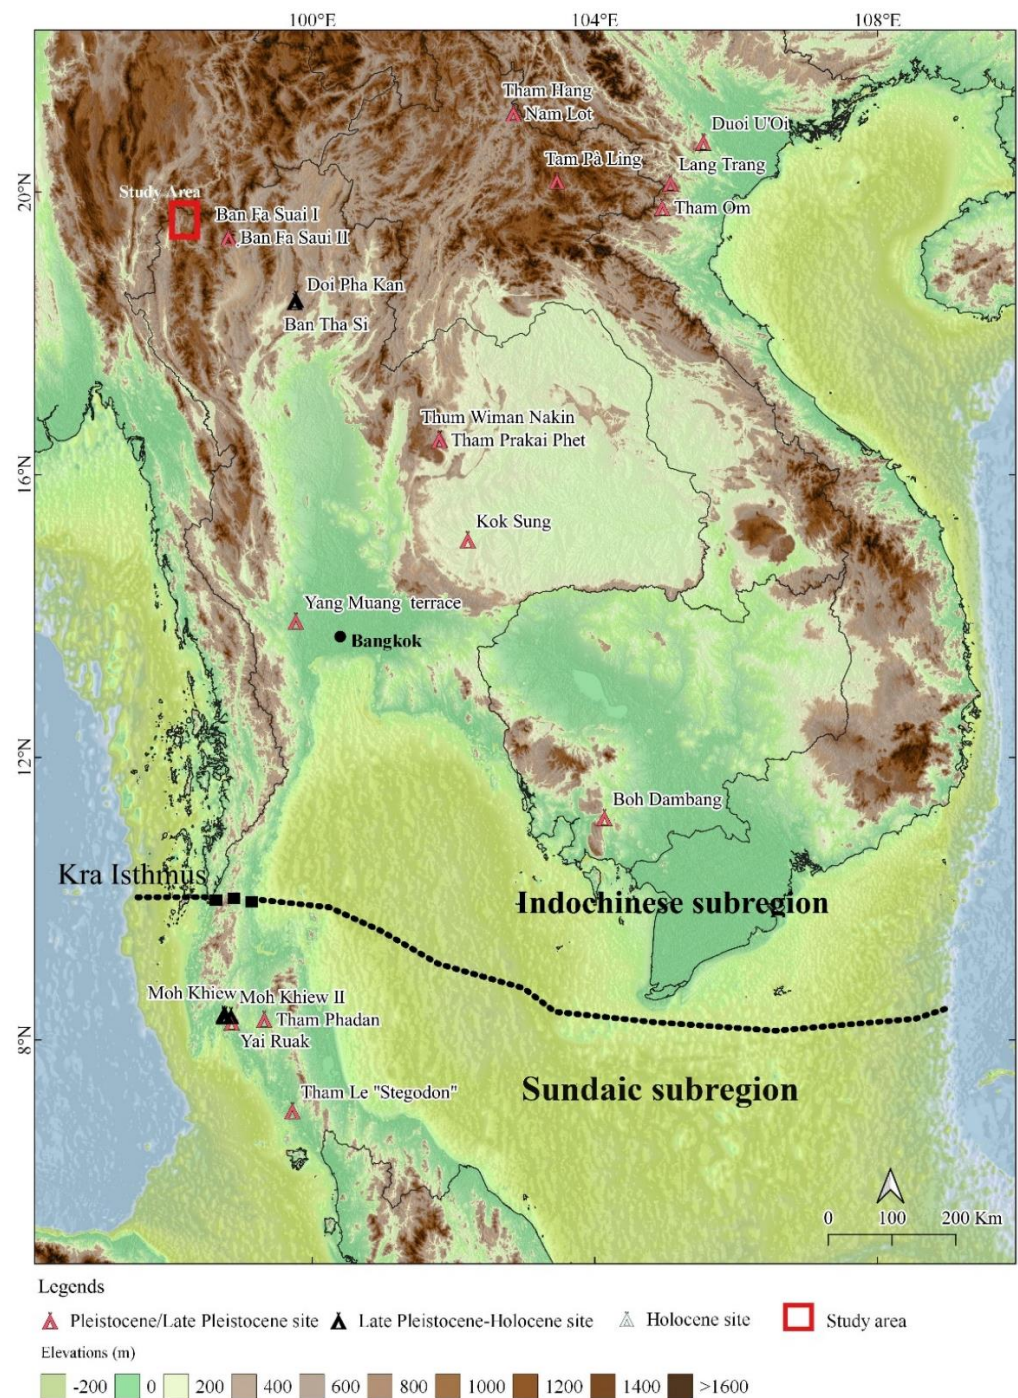 100°E 104°E 108°E
Tham Hang
Nam Lot
Duoi U'Oi
Tam Pà Ling
Lang Trang
20°N
Study Area
Tham Om
Ban Fa Suai I
Ban Fa Saui II
Doi Pha Kan
Ban Tha Si
Thum Wiman Nakin
Tham Prakai Phet
16°N
Kok Sung
Yang Muang terrace
Bangkok
12°N
Boh Dambang
Kra Isthmus
Indochinese subregion
Moh Khiew
Moh Khiew II
Tham Phadan
Yai Ruak
8°N
Sundaic subregion
Tham Le "Stegodon"
0 100 200 Km
Legends
Pleistocene/Late Pleistocene site Late Pleistocene-Holocene site Holocene site Study area
Elevations (m)
-200 0 200 400 600 800 1000 1200 1400 >1600